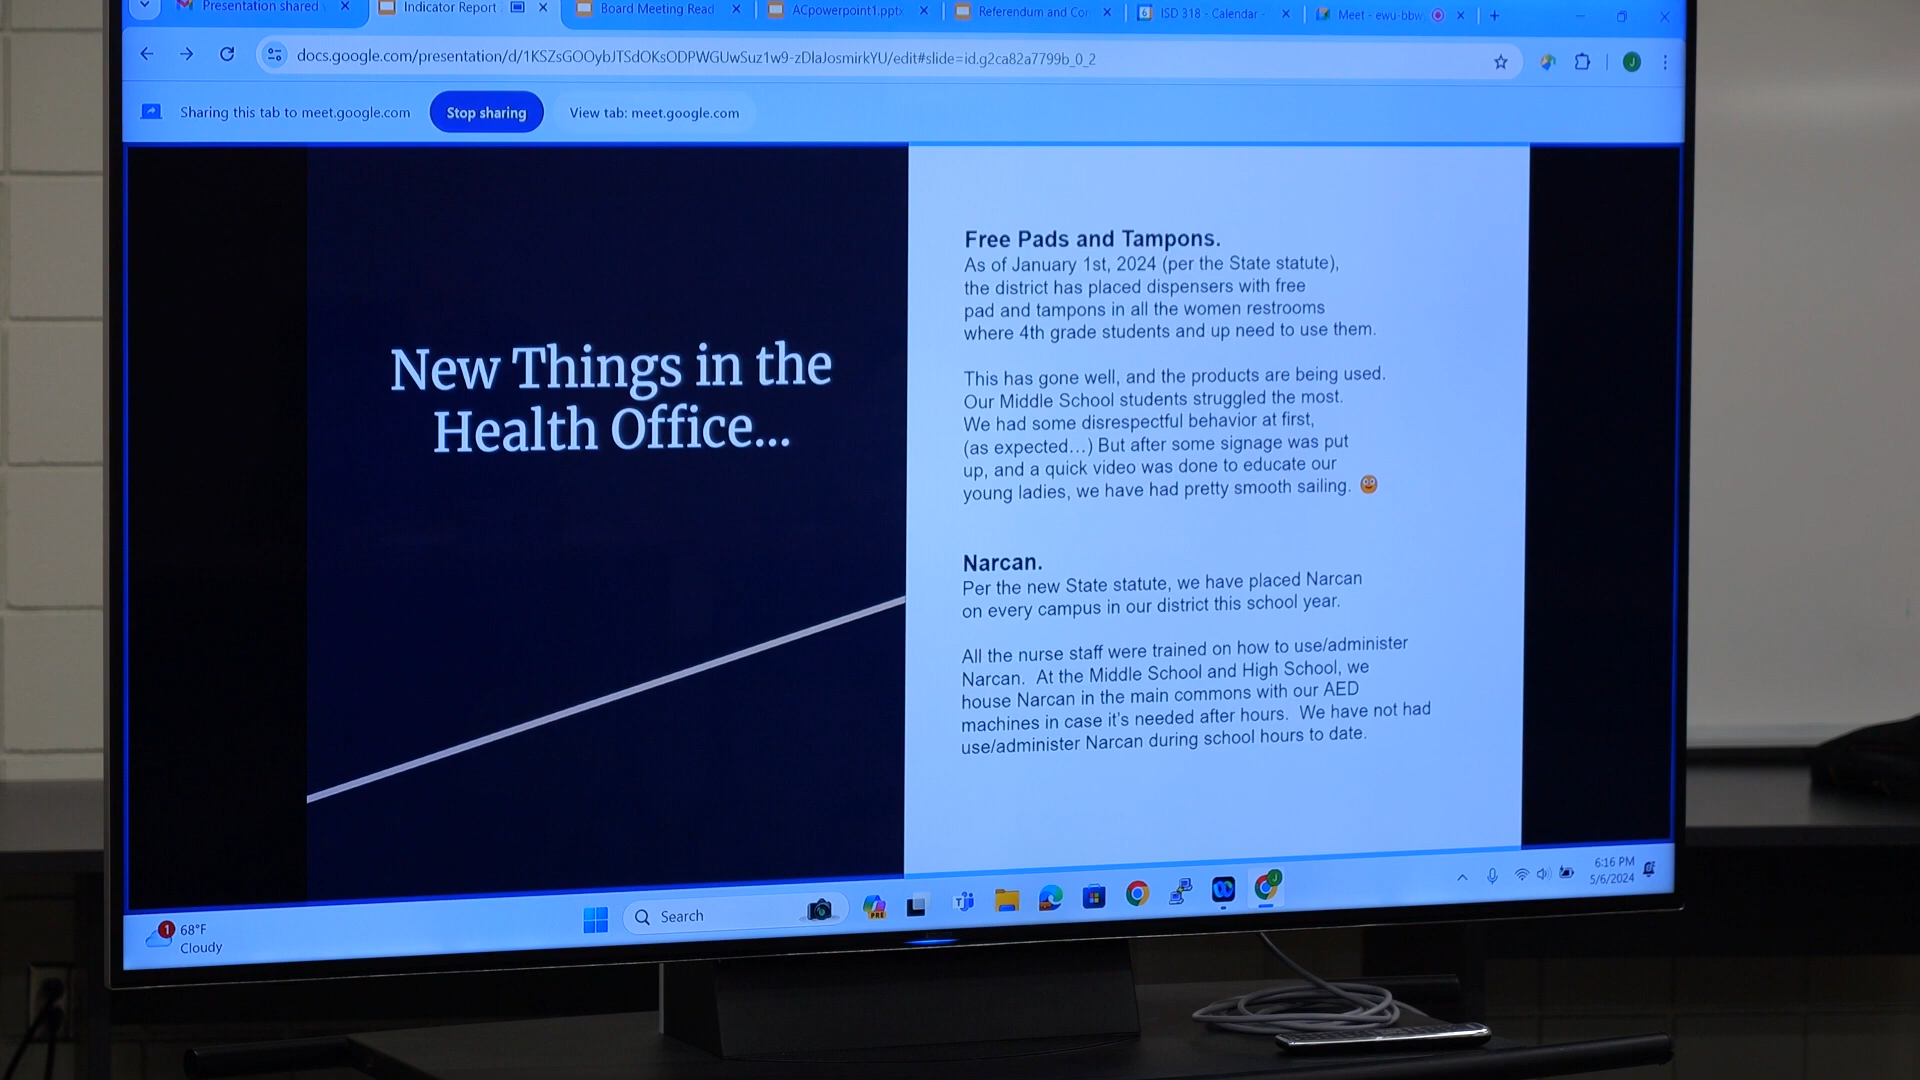 Presentation shared
Indicator Report
Board Meeting Read
ACpowerpoint1.pptx
Referendum and Cor
ISD 318 - Calendar -
Meet - ewu-bbw
docs.google.com/presentation/d/1KSZsGOOybJTSdOKsODPWGUwSuz1w9-zDlaJosmirkYU/edit#slide=id.g2ca82a7799b_0_2
J
Sharing this tab to meet.google.com
Stop sharing
View tab: meet.google.com
New Things in the
Health Office...
Free Pads and Tampons.
As of January 1st, 2024 (per the State statute),
the district has placed dispensers with free
pad and tampons in all the women restrooms
where 4th grade students and up need to use them.
This has gone well, and the products are being used.
Our Middle School students struggled the most.
We had some disrespectful behavior at first,
(as expected...) But after some signage was put
up, and a quick video was done to educate our
young ladies, we have had pretty smooth sailing.
Narcan.
Per the new State statute, we have placed Narcan
on every campus in our district this school year.
All the nurse staff were trained on how to use/administer
Narcan. At the Middle School and High School, we
house Narcan in the main commons with our AED
machines in case it's needed after hours. We have not had
use/administer Narcan during school hours to date.
1
68°F
Cloudy
Search
PRE
J
6:16 PM
5/6/2024